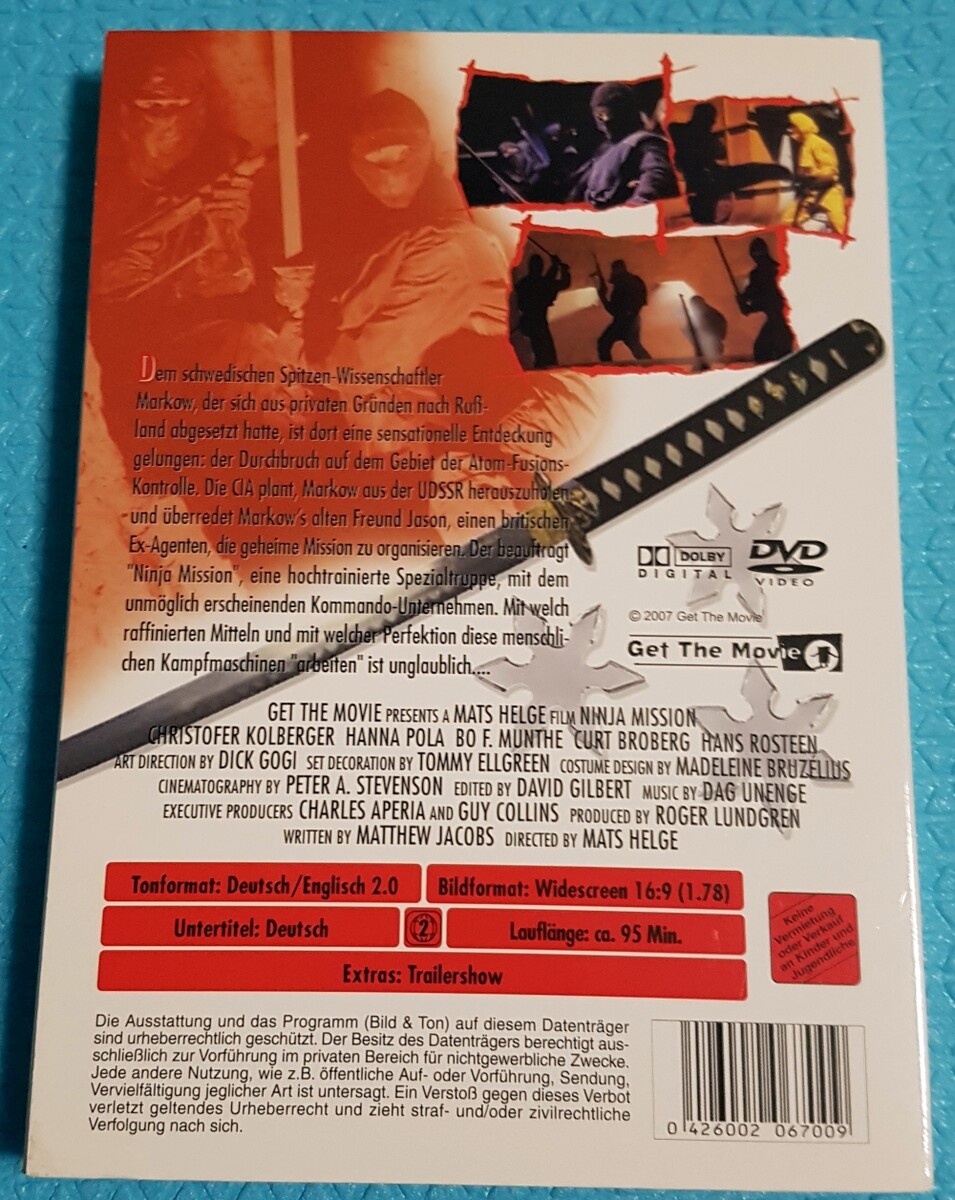 Dem schwedischen Spitzen-Wissenschaftler
Markow, der sich aus privaten Gründen nach Ruß-
land abgesetzt hatte, ist dort eine sensationelle Entdeckung
gelungen: der Durchbruch auf dem Gebiet der Atom-Fusions-
Kontrolle. Die CIA plant, Markow aus der UDSSR herauszuholen
und überredet Markow's alten Freund Jason, einen britischen
Ex-Agenten, die geheime Mission zu organisieren. Der beauftragt
"Ninja Mission", eine hochtrainierte Spezialtruppe, mit dem
unmöglich erscheinenden Kommando-Unternehmen. Mit welch
raffinierten Mitteln und mit welcher Perfektion diese menschli-
chen Kampfmaschinen "arbeiten" ist unglaublich....
DOLBY
DIGITAL
DVD
VIDEO
© 2007 Get The Movie
Get The Movie
GET THE MOVIE PRESENTS A MATS HELGE FILM NINJA MISSION
CHRISTOFER KOLBERGER HANNA POLA BO F. MUNTHE CURT BROBERG HANS ROSTEEN
ART DIRECTION BY DICK GOGI SET DECORATION BY TOMMY ELLGREEN COSTUME DESIGN BY MADELEINE BRUZELIUS
CINEMATOGRAPHY BY PETER A. STEVENSON EDITED BY DAVID GILBERT MUSIC BY DAG UNENGE
EXECUTIVE PRODUCERS CHARLES APERIA AND GUY COLLINS PRODUCED BY ROGER LUNDGREN
WRITTEN BY MATTHEW JACOBS DIRECTED BY MATS HELGE
Tonformat: Deutsch/Englisch 2.0
Bildformat: Widescreen 16:9 (1.78)
Untertitel: Deutsch
2
Lauflänge: ca. 95 Min.
Extras: Trailershow
Keine
Vermietung
oder Verkauf
an Kinder und
Jugendliche
Die Ausstattung und das Programm (Bild & Ton) auf diesem Datenträger
sind urheberrechtlich geschützt. Der Besitz des Datenträgers berechtigt aus-
schließlich zur Vorführung im privaten Bereich für nichtgewerbliche Zwecke.
Jede andere Nutzung, wie z.B. öffentliche Auf- oder Vorführung, Sendung,
Vervielfältigung jeglicher Art ist untersagt. Ein Verstoß gegen dieses Verbot
verletzt geltendes Urheberrecht und zieht straf- und/oder zivilrechtliche
Verfolgung nach sich.
0 426002 067009